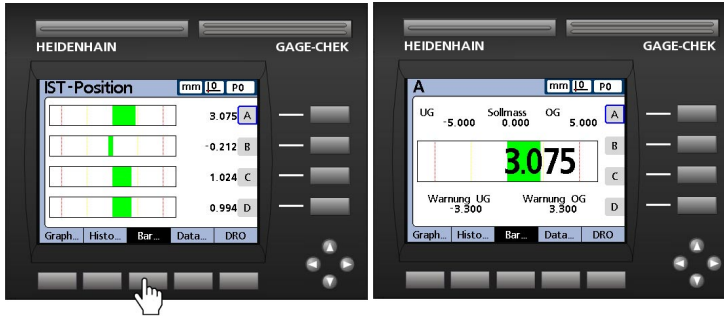 HEIDENHAIN GAGE-CHEK
IST-Position mm 0 P0
3.075 A
-0.212 B
1.024 C
0.994 D
Graph... Histo... Bar... Data... DRO
HEIDENHAIN GAGE-CHEK
A mm 0 P0
UG Sollmass OG
-5.000 0.000 5.000
A
B
3.075
C
Warnung UG Warnung OG
-3.300 3.300
D
Graph... Histo... Bar... Data... DRO